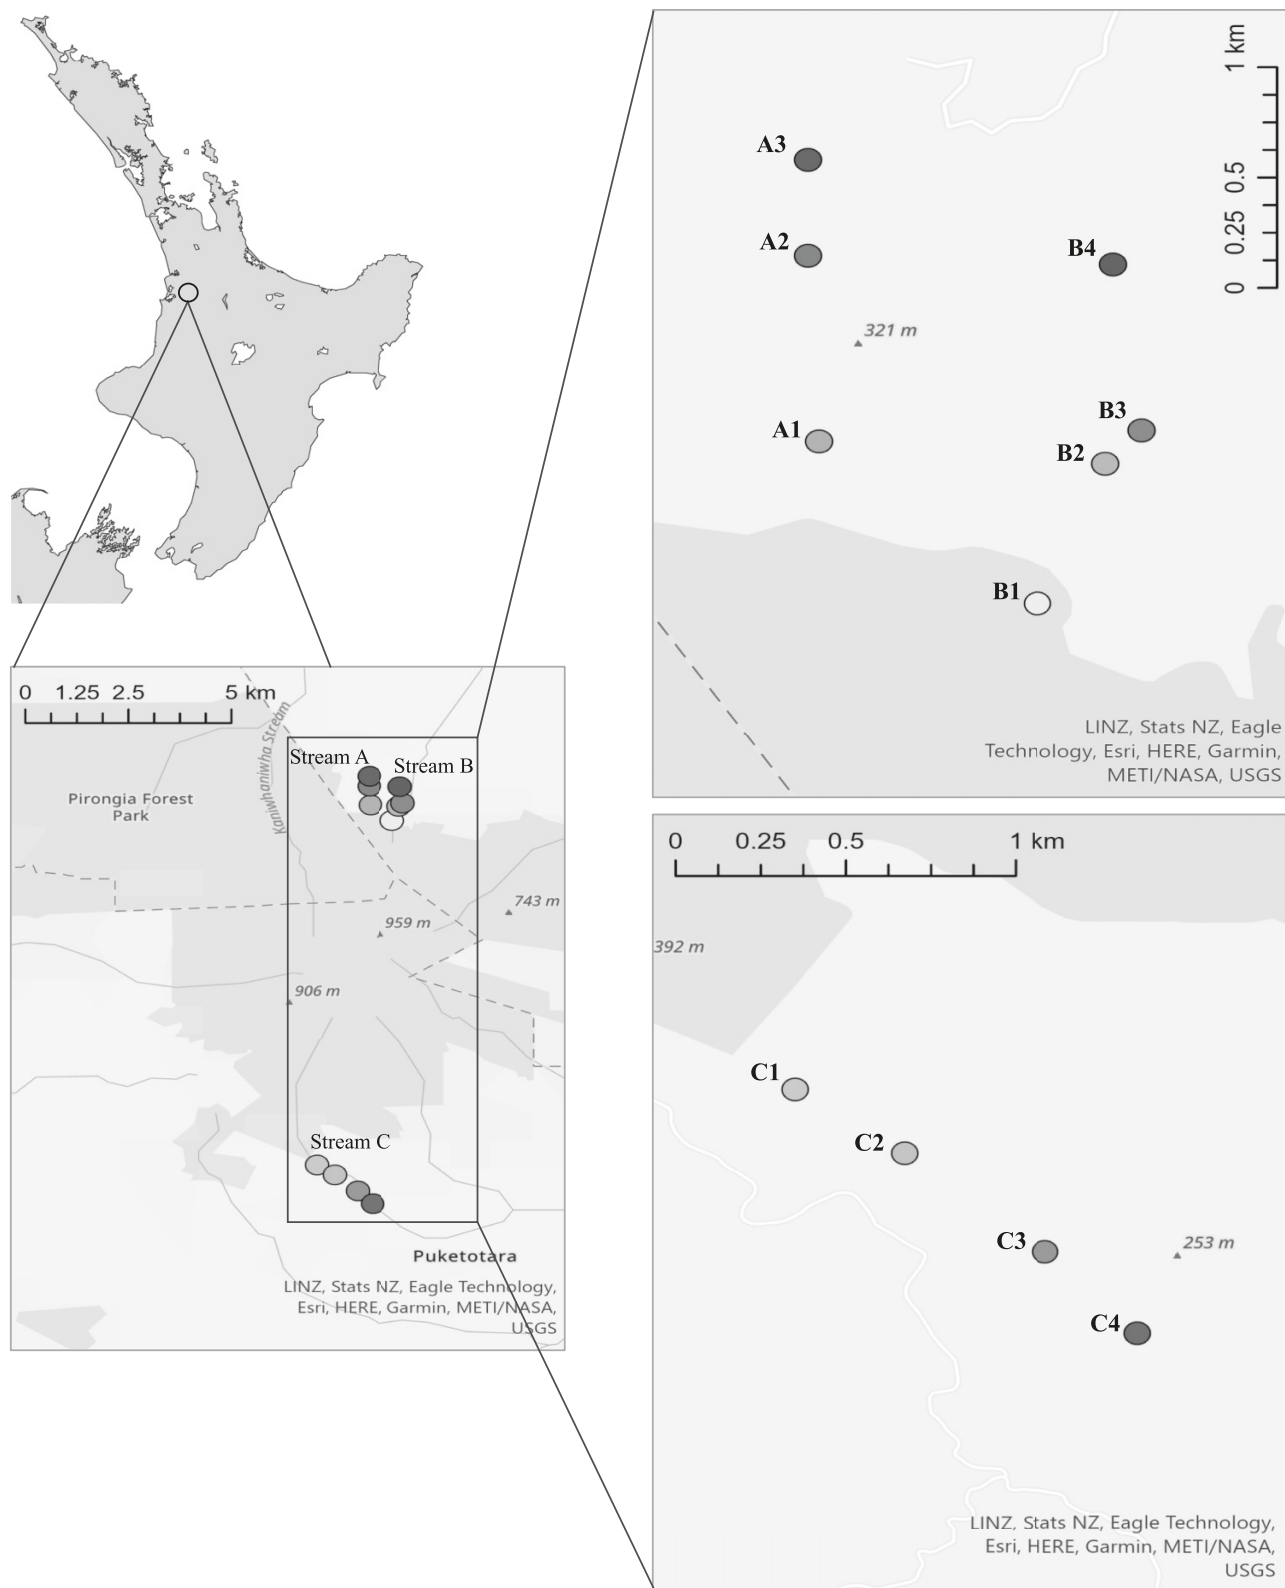 0 1.25 2.5 5 km
Kaniwhaniwha Stream
Stream A
Stream B
Pirongia Forest
Park
743 m
959 m
906 m
Stream C
Puketotara
LINZ, Stats NZ, Eagle Technology,
Esri, HERE, Garmin, METI/NASA,
USGS
0 0.25 0.5 1 km
A3
A2
B4
321 m
A1
B3
B2
B1
LINZ, Stats NZ, Eagle
Technology, Esri, HERE, Garmin,
METI/NASA, USGS
0 0.25 0.5 1 km
392 m
C1
C2
C3
253 m
C4
LINZ, Stats NZ, Eagle Technology,
Esri, HERE, Garmin, METI/NASA,
USGS